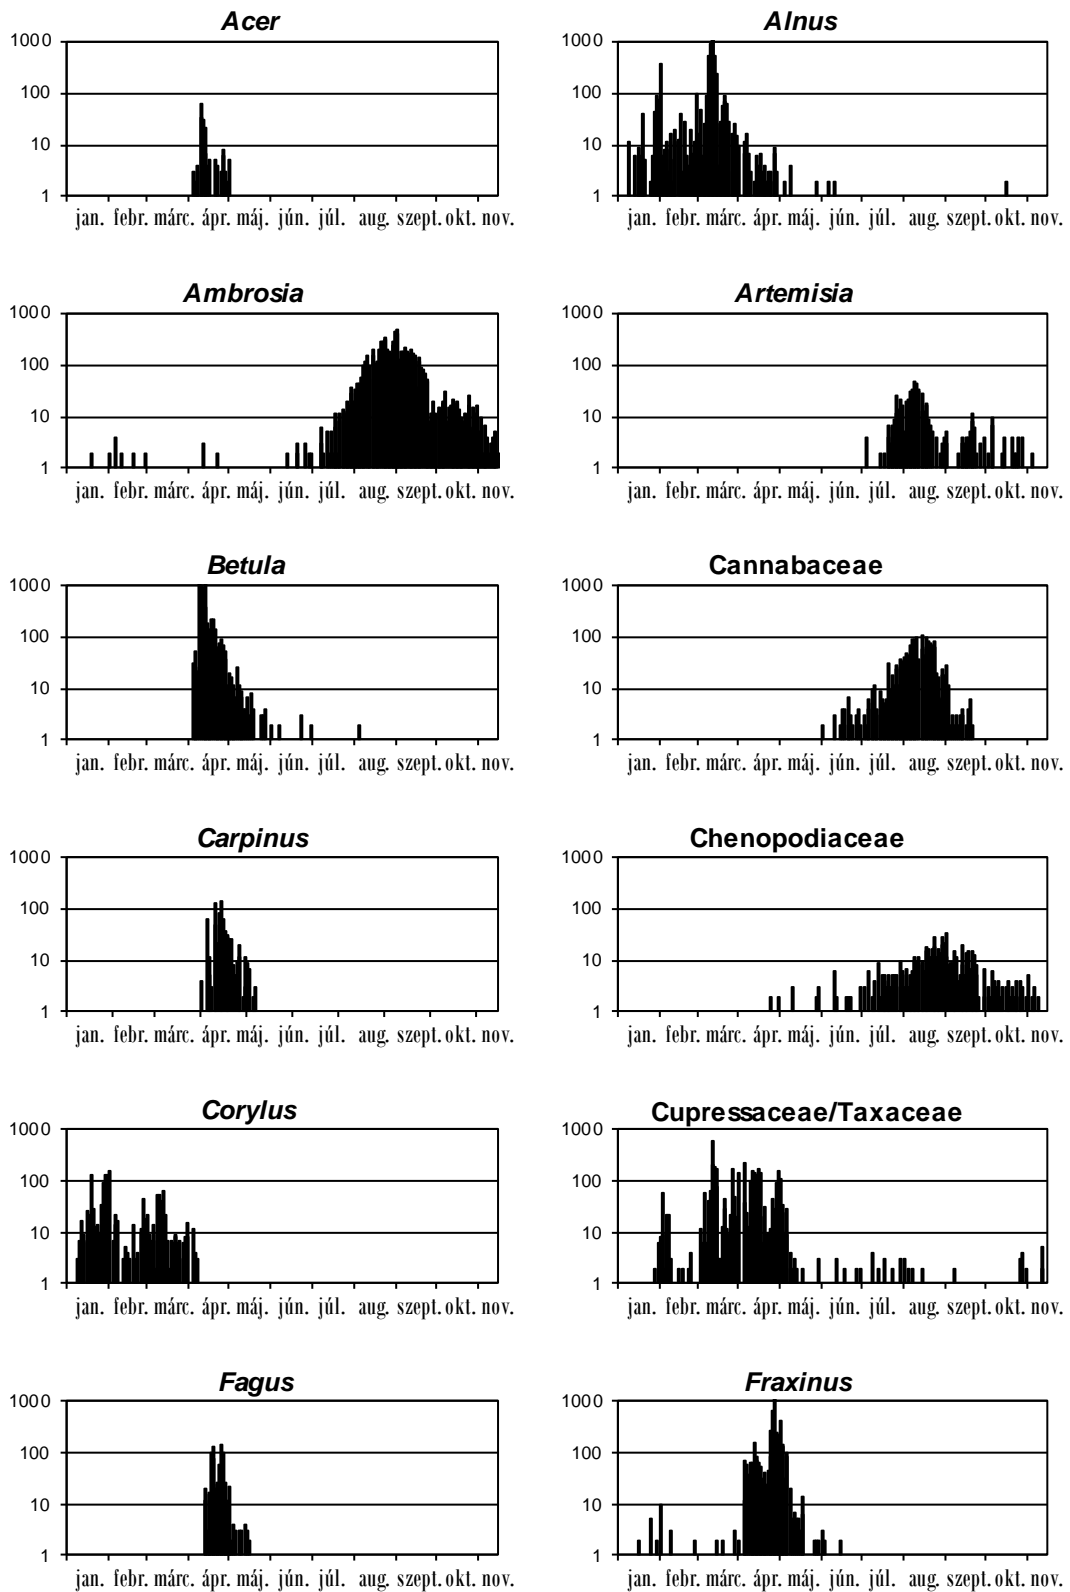 Acer
1000
100
10
1
jan. febr. márc. ápr. máj. jún. júl. aug. szept. okt. nov.
Alnus
1000
100
10
1
jan. febr. márc. ápr. máj. jún. júl. aug. szept. okt. nov.
Ambrosia
1000
100
10
1
jan. febr. márc. ápr. máj. jún. júl. aug. szept. okt. nov.
Artemisia
1000
100
10
1
jan. febr. márc. ápr. máj. jún. júl. aug. szept. okt. nov.
Betula
1000
100
10
1
jan. febr. márc. ápr. máj. jún. júl. aug. szept. okt. nov.
Cannabaceae
1000
100
10
1
jan. febr. márc. ápr. máj. jún. júl. aug. szept. okt. nov.
Carpinus
1000
100
10
1
jan. febr. márc. ápr. máj. jún. júl. aug. szept. okt. nov.
Chenopodiaceae
1000
100
10
1
jan. febr. márc. ápr. máj. jún. júl. aug. szept. okt. nov.
Corylus
1000
100
10
1
jan. febr. márc. ápr. máj. jún. júl. aug. szept. okt. nov.
Cupressaceae/Taxaceae
1000
100
10
1
jan. febr. márc. ápr. máj. jún. júl. aug. szept. okt. nov.
Fagus
1000
100
10
1
jan. febr. márc. ápr. máj. jún. júl. aug. szept. okt. nov.
Fraxinus
1000
100
10
1
jan. febr. márc. ápr. máj. jún. júl. aug. szept. okt. nov.